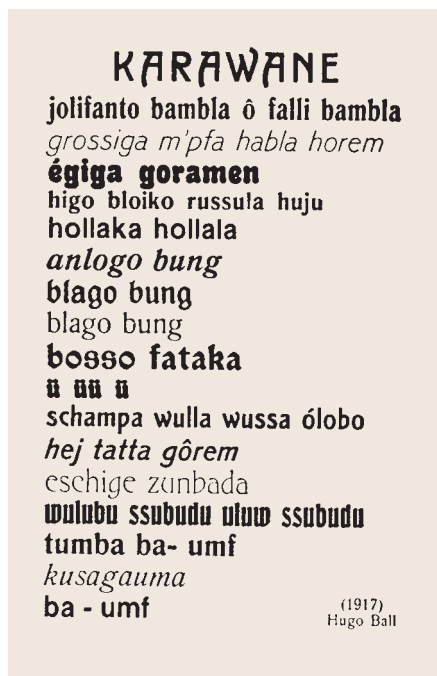 KARAWANE
jolifanto bambla ô falli bambla
grossiga m'pfa habla horem
égiga goramen
higo bloiko russula huju
hollaka hollala
anlogo bung
blago bung
blago bung
bosso fataka
ü üü ü
schampa wulla wussa ólobo
hej tatta gôrem
eschige zunbada
wulubu ssubudu uluw ssubudu
tumba ba- umf
kusagauma
ba - umf
(1917)
Hugo Ball